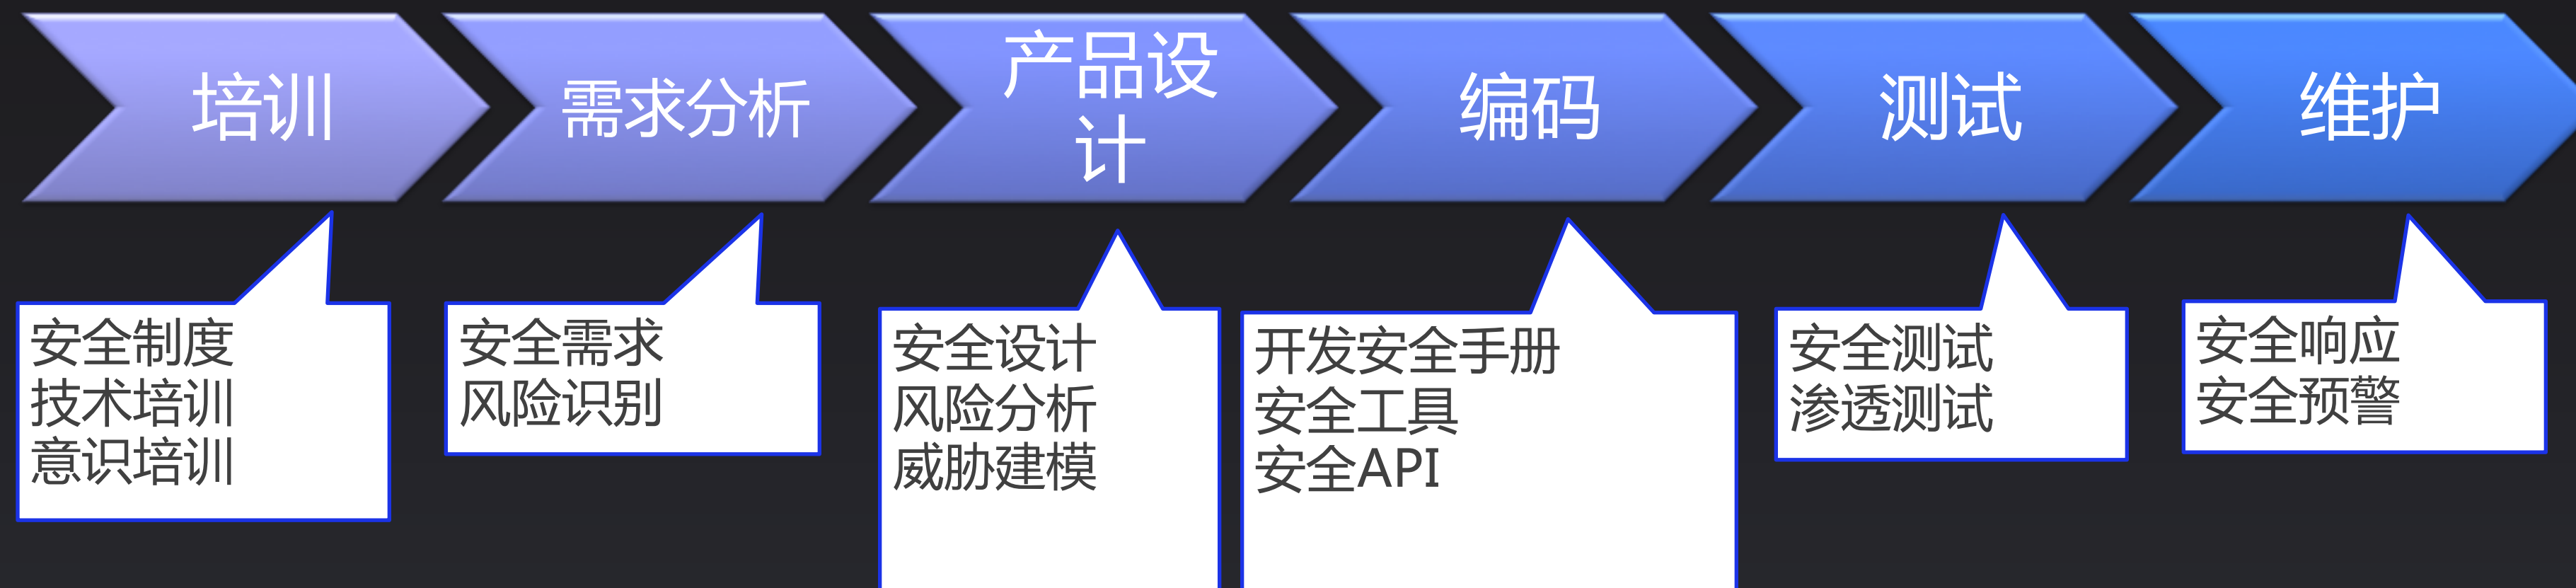 培训
需求分析
产品设
计
编码
测试
维护
安全制度
技术培训
意识培训
安全需求
风险识别
安全设计
风险分析
威胁建模
开发安全手册
安全工具
安全API
安全测试
渗透测试
安全响应
安全预警